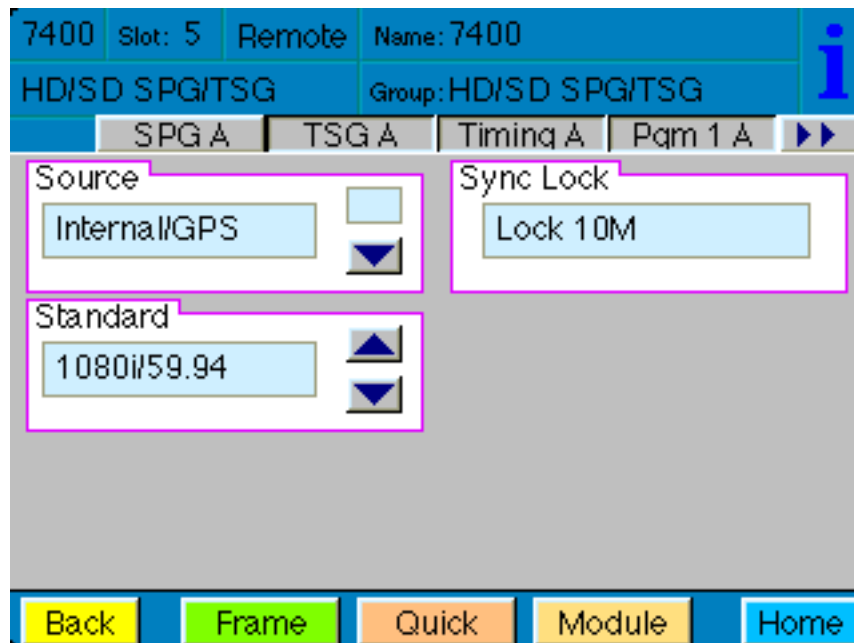 7400 Slot: 5 Remote Name: 7400
HD/SD SPG/TSG Group: HD/SD SPG/TSG
SPG A TSG A Timing A Pgm 1 A
Source Sync Lock
Internal/GPS Lock 10M
Standard
1080i/59.94
Back Frame Quick Module Home